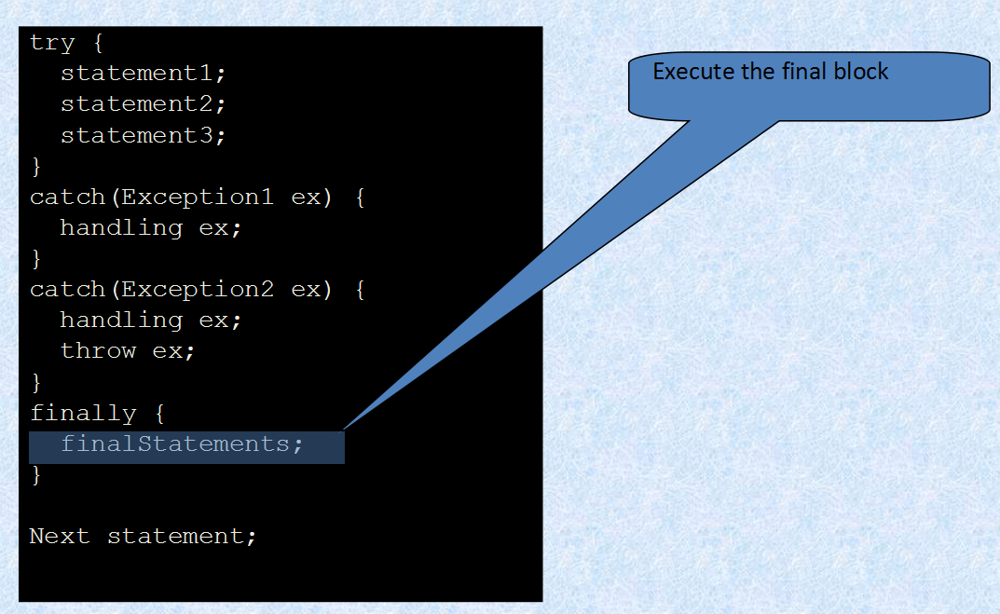 try {
  statement1;
  statement2;
  statement3;
}
catch(Exception1 ex) {
  handling ex;
}
catch(Exception2 ex) {
  handling ex;
  throw ex;
}
finally {
  finalStatements;
}
Next statement;
Execute the final block